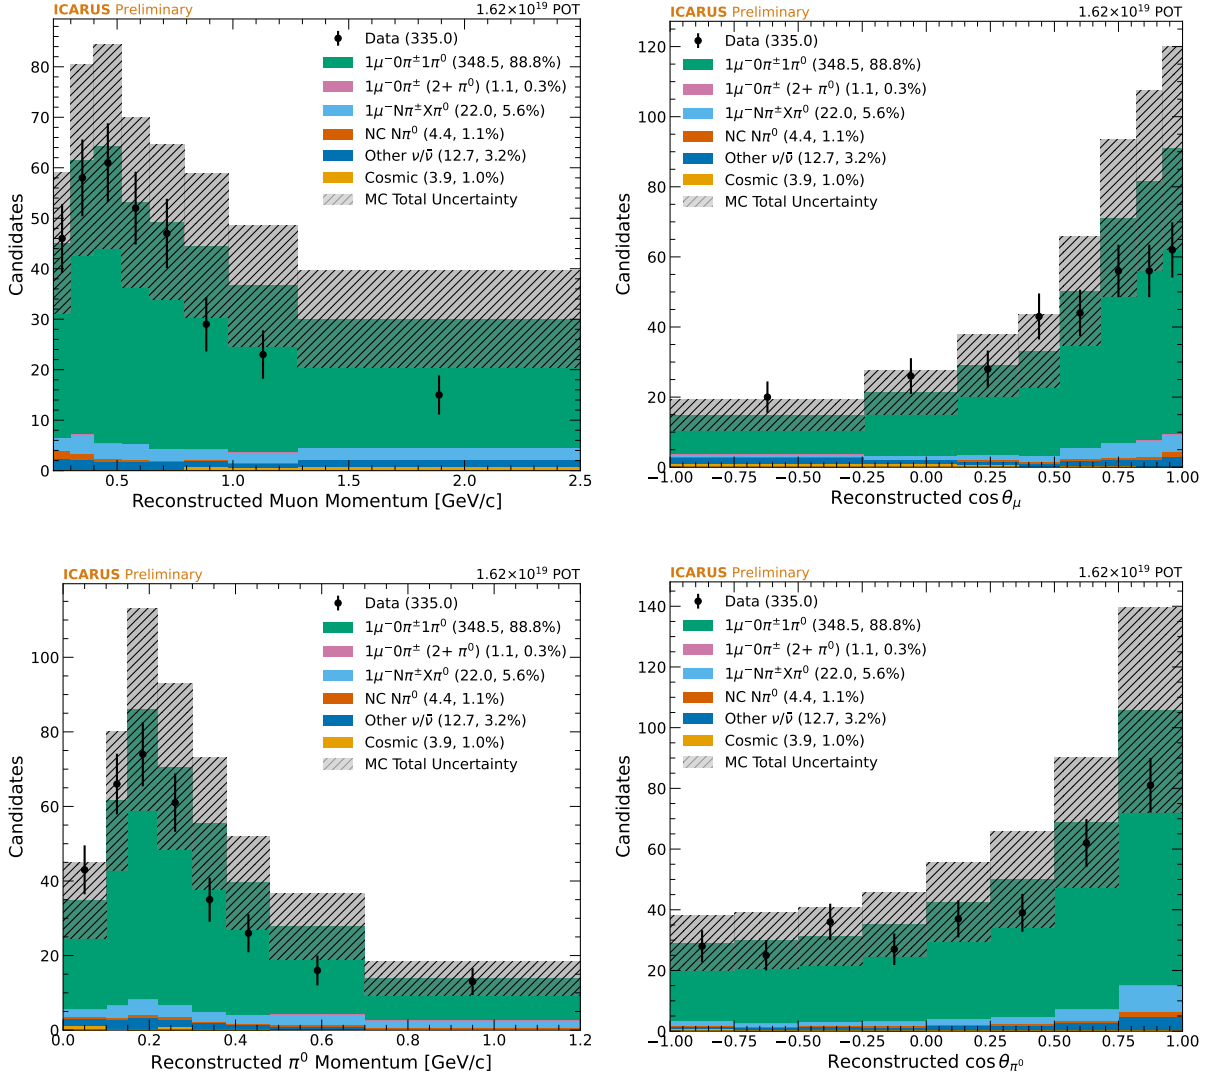 ICARUS Preliminary
1.62×10¹⁹ POT
Candidates
80
70
60
50
40
30
20
10
0
Data (335.0)
1μ⁻0π±1π⁰ (348.5, 88.8%)
1μ⁻0π± (2+ π⁰) (1.1, 0.3%)
1μ⁻Nπ±Xπ⁰ (22.0, 5.6%)
NC Nπ⁰ (4.4, 1.1%)
Other ν/ν̄ (12.7, 3.2%)
Cosmic (3.9, 1.0%)
MC Total Uncertainty
0.5 1.0 1.5 2.0 2.5
Reconstructed Muon Momentum [GeV/c]
ICARUS Preliminary
1.62×10¹⁹ POT
Candidates
120
100
80
60
40
20
0
Data (335.0)
1μ⁻0π±1π⁰ (348.5, 88.8%)
1μ⁻0π± (2+ π⁰) (1.1, 0.3%)
1μ⁻Nπ±Xπ⁰ (22.0, 5.6%)
NC Nπ⁰ (4.4, 1.1%)
Other ν/ν̄ (12.7, 3.2%)
Cosmic (3.9, 1.0%)
MC Total Uncertainty
−1.00 −0.75 −0.50 −0.25 0.00 0.25 0.50 0.75 1.00
Reconstructed cos θμ
ICARUS Preliminary
1.62×10¹⁹ POT
Candidates
100
80
60
40
20
0
Data (335.0)
1μ⁻0π±1π⁰ (348.5, 88.8%)
1μ⁻0π± (2+ π⁰) (1.1, 0.3%)
1μ⁻Nπ±Xπ⁰ (22.0, 5.6%)
NC Nπ⁰ (4.4, 1.1%)
Other ν/ν̄ (12.7, 3.2%)
Cosmic (3.9, 1.0%)
MC Total Uncertainty
0.0 0.2 0.4 0.6 0.8 1.0 1.2
Reconstructed π⁰ Momentum [GeV/c]
ICARUS Preliminary
1.62×10¹⁹ POT
Candidates
140
120
100
80
60
40
20
0
Data (335.0)
1μ⁻0π±1π⁰ (348.5, 88.8%)
1μ⁻0π± (2+ π⁰) (1.1, 0.3%)
1μ⁻Nπ±Xπ⁰ (22.0, 5.6%)
NC Nπ⁰ (4.4, 1.1%)
Other ν/ν̄ (12.7, 3.2%)
Cosmic (3.9, 1.0%)
MC Total Uncertainty
−1.00 −0.75 −0.50 −0.25 0.00 0.25 0.50 0.75 1.00
Reconstructed cos θπ⁰